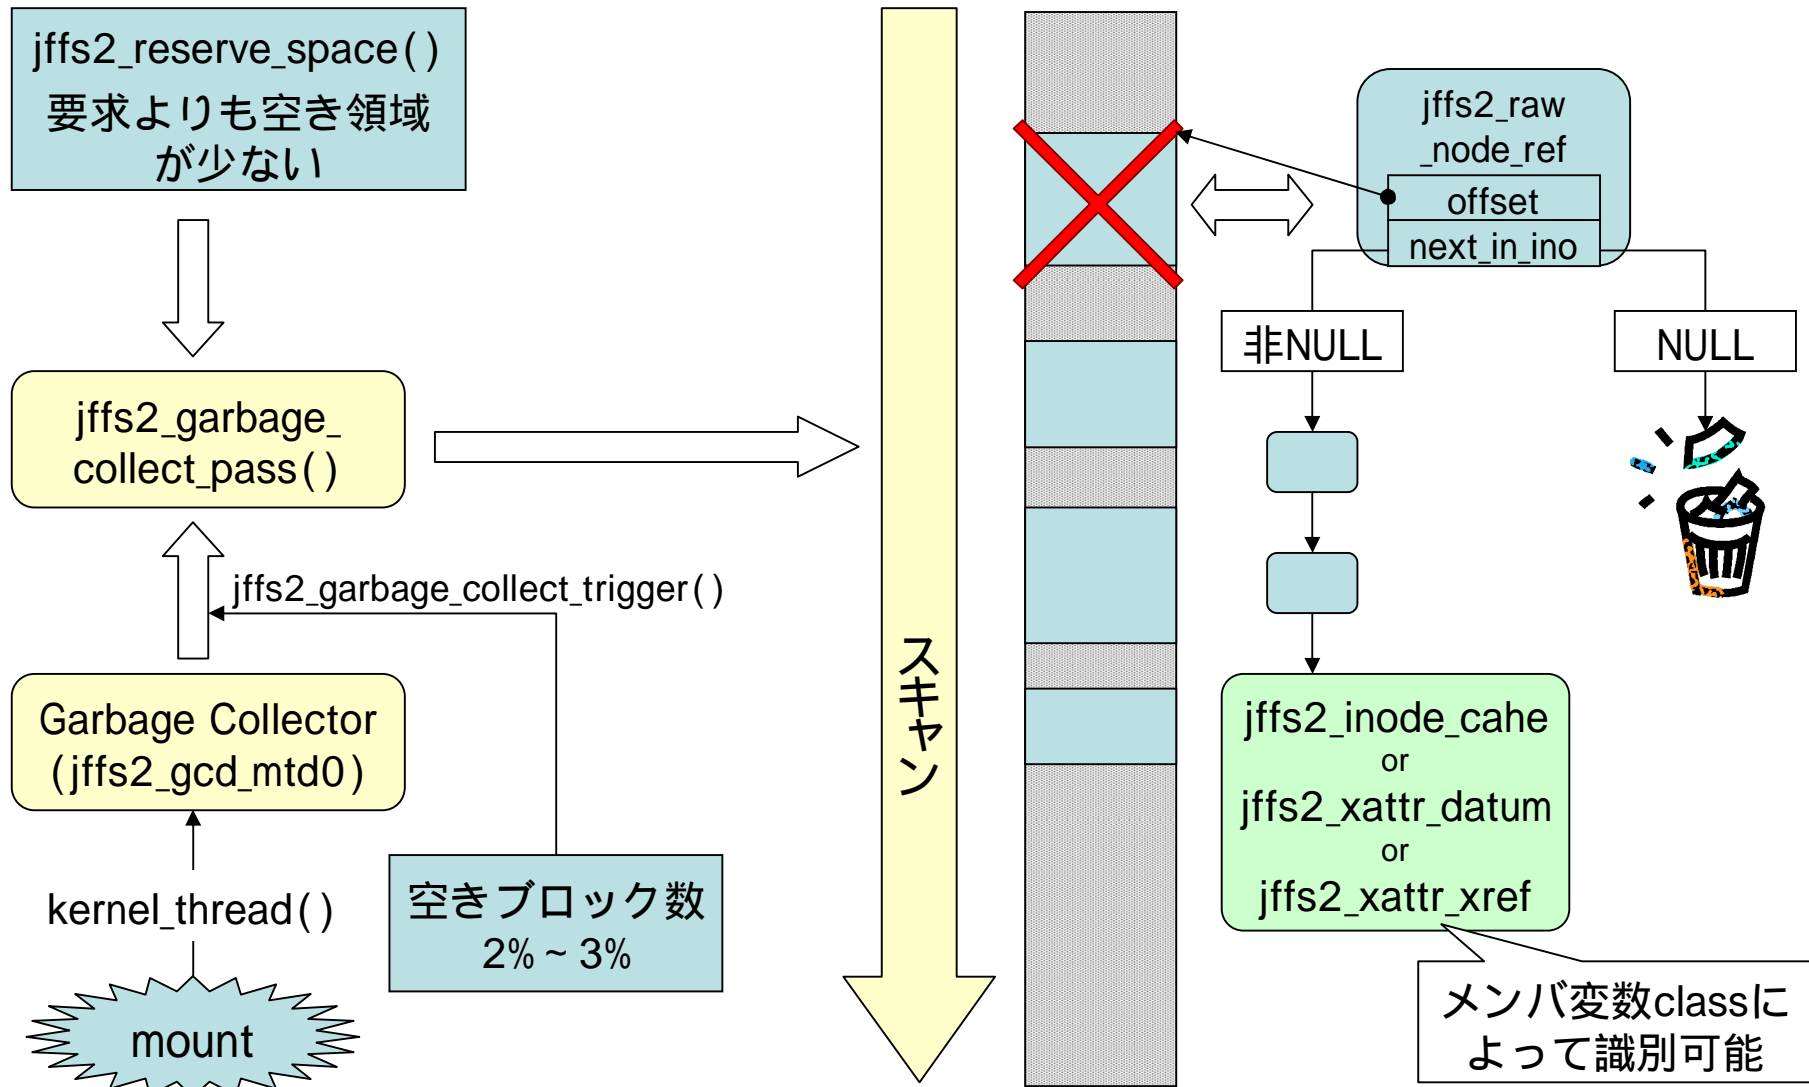 jffs2_reserve_space()
要求よりも空き領域
が少ない
jffs2_garbage_
collect_pass()
jffs2_garbage_collect_trigger()
Garbage Collector
(jffs2_gcd_mtd0)
kernel_thread()
mount
空きブロック数
2%~3%
スキャン
jffs2_raw
_node_ref
offset
next_in_ino
非NULL
NULL
jffs2_inode_cahe
or
jffs2_xattr_datum
or
jffs2_xattr_xref
メンバ変数classに
よって識別可能